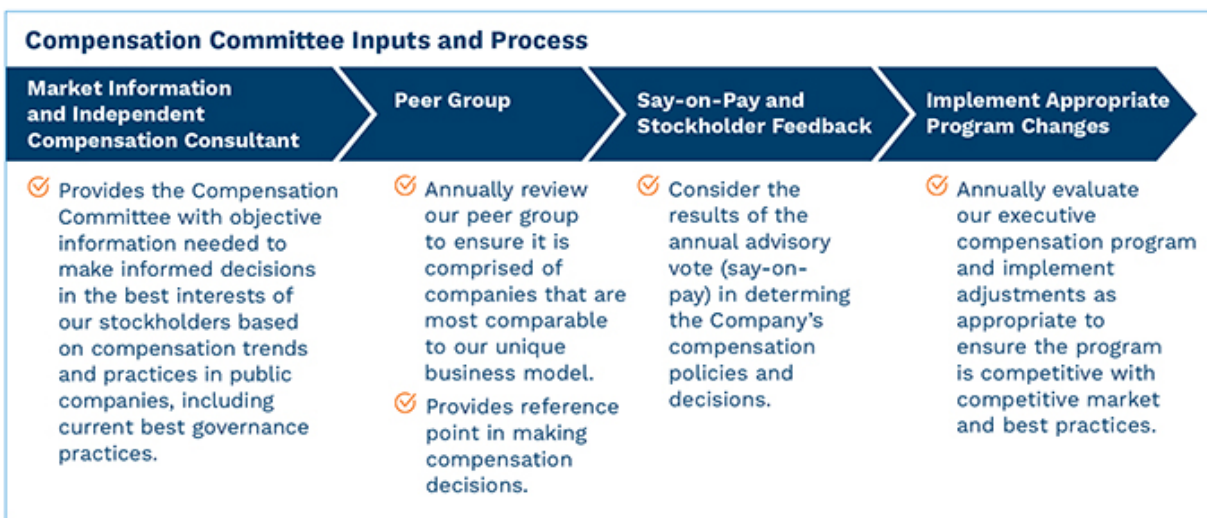 Compensation Committee Inputs and Process
Market Information
and Independent
Compensation Consultant
Peer Group
Say-on-Pay and
Stockholder Feedback
Implement Appropriate
Program Changes
Provides the Compensation
Committee with objective
information needed to
make informed decisions
in the best interests of
our stockholders based
on compensation trends
and practices in public
companies, including
current best governance
practices.
Annually review
our peer group
to ensure it is
comprised of
companies that are
most comparable
to our unique
business model.
Provides reference
point in making
compensation
decisions.
Consider the
results of the
annual advisory
vote (say-on-
pay) in determing
the Company’s
compensation
policies and
decisions.
Annually evaluate
our executive
compensation program
and implement
adjustments as
appropriate to
ensure the program
is competitive with
competitive market
and best practices.